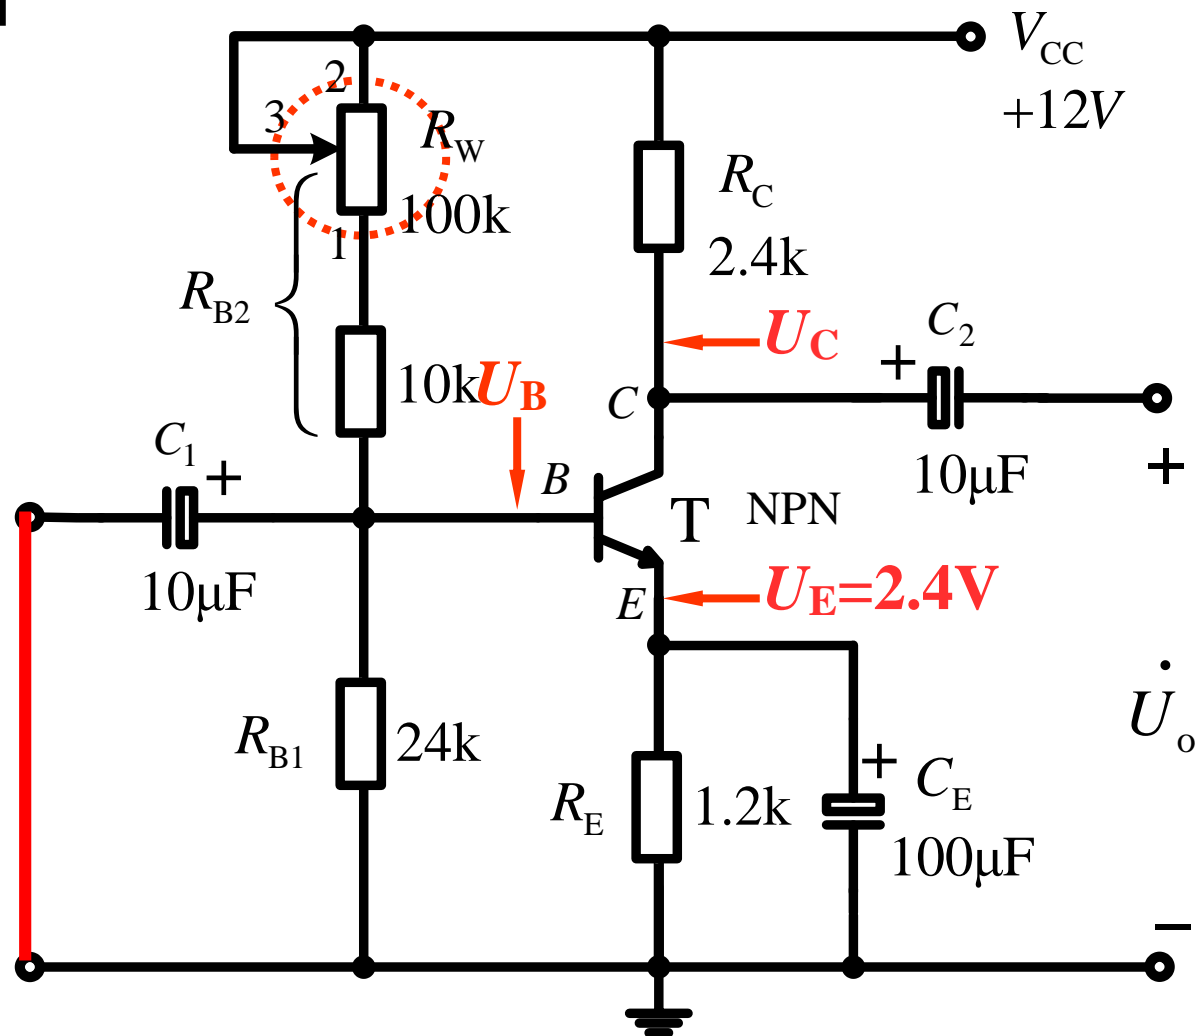 V_CC
+12V
2
3
R_W
100k
1
R_B2
R_C
2.4k
U_C
C_2
+
10k
U_B
C
C_1
+
B
10μF
+
T
NPN
10μF
E
U_E=2.4V
U̇_o
R_B1
24k
+
C_E
R_E
1.2k
100μF
−